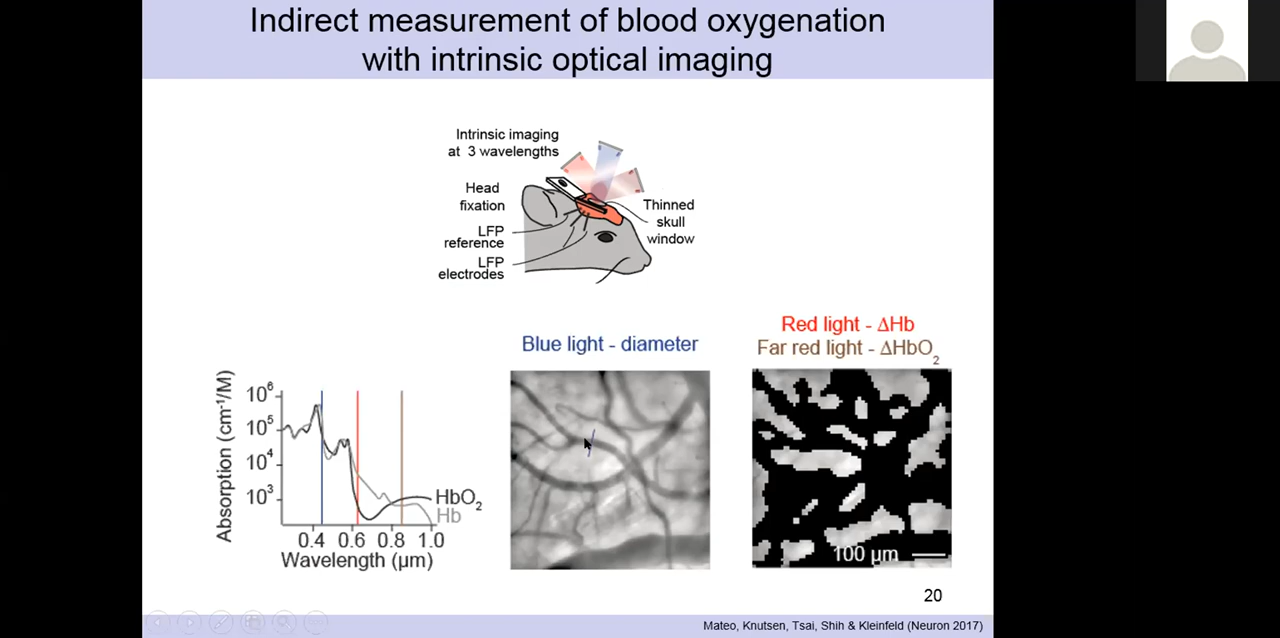 Indirect measurement of blood oxygenation
with intrinsic optical imaging
Intrinsic imaging
at 3 wavelengths
Head
fixation
LFP
reference
LFP
electrodes
Thinned
skull
window
Absorption (cm⁻¹/M)
10⁶
10⁵
10⁴
10³
HbO₂
Hb
0.4 0.6 0.8 1.0
Wavelength (μm)
Blue light - diameter
Red light - ΔHb
Far red light - ΔHbO₂
100 μm
20
Mateo, Knutsen, Tsai, Shih & Kleinfeld (Neuron 2017)